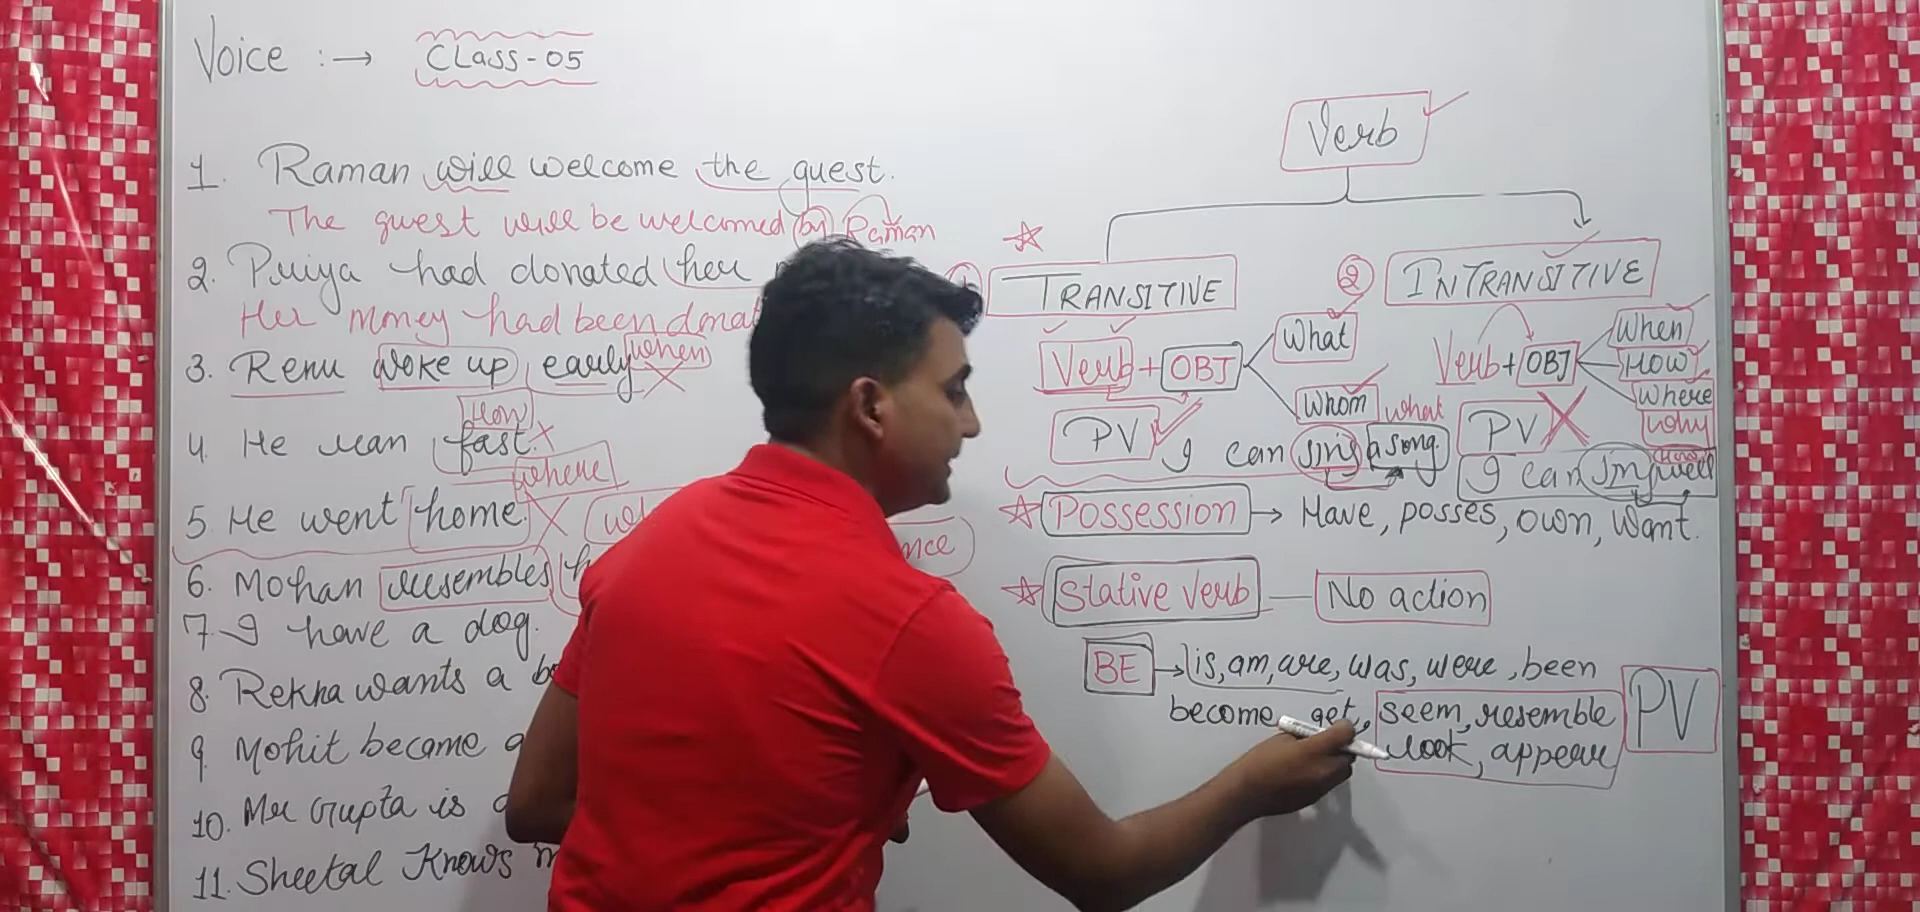 Voice :→ CLASS-05
1. Raman will welcome the guest.
The guest will be welcomed by Raman
2. Priya had donated her
Her money had been
3. Renu woke up early when
How
4. He ran fast.
where
5. He went home.
6. Mohan resembles
7. I have a dog.
8. Rekha wants a
9. Mohit became a
10. Mr Gupta is a
11. Sheetal Knows
Verb
TRANSITIVE
Verb + OBJ
What
Whom
PV
what
I can sing a song.
2 INTRANSITIVE
Verb + OBJ
When
How
Where
why
PV
How
I can sing well
Possession → Have, posses, own, Want.
Stative verb — No action
BE → is, am, are, was, were, been
become, get, seem, resemble
look, appear
PV